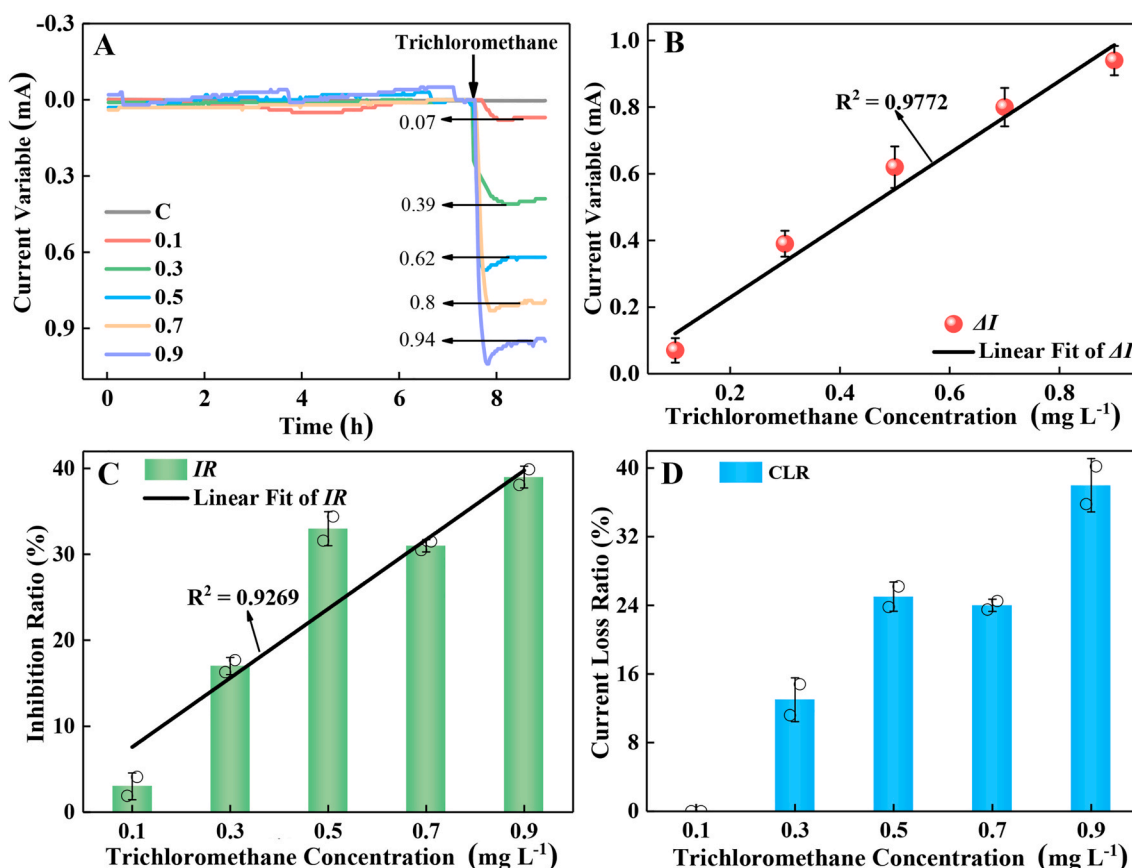 A
Trichloromethane
-0.3
0.0
0.3
0.6
0.9
Current Variable (mA)
0.07
0.39
0.62
0.8
0.94
C
0.1
0.3
0.5
0.7
0.9
0
2
4
6
8
Time (h)
B
R² = 0.9772
1.0
0.8
0.6
0.4
0.2
0.0
Current Variable (mA)
ΔI
Linear Fit of ΔI
0.2
0.4
0.6
0.8
Trichloromethane Concentration (mg L⁻¹)
C
IR
Linear Fit of IR
R² = 0.9269
40
30
20
10
0
Inhibition Ratio (%)
0.1
0.3
0.5
0.7
0.9
Trichloromethane Concentration (mg L⁻¹)
D
CLR
40
32
24
16
8
0
Current Loss Ratio (%)
0.1
0.3
0.5
0.7
0.9
Trichloromethane Concentration (mg L⁻¹)